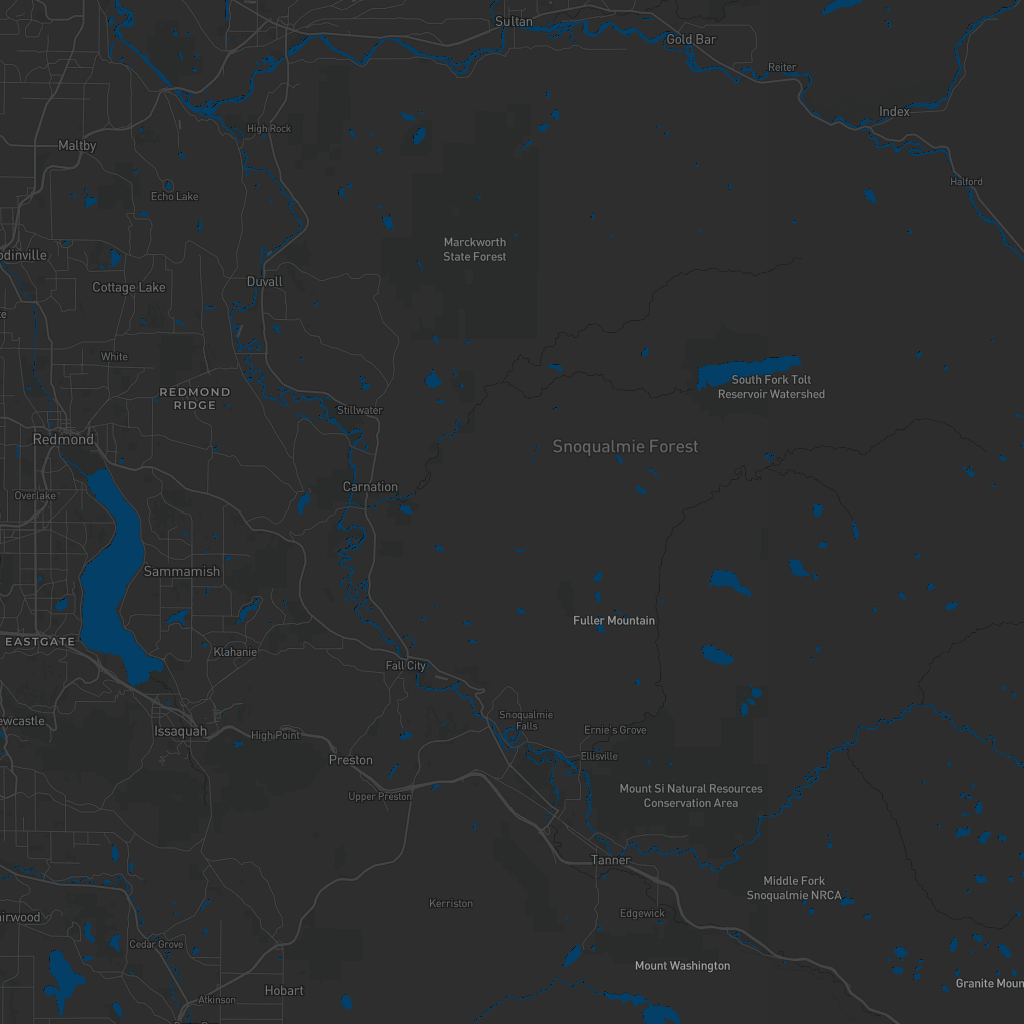 Sultan
Gold Bar
Reiter
Index
High Rock
Maltby
Halford
Echo Lake
Marckworth
State Forest
odinville
Duvall
Cottage Lake
White
South Fork Tolt
Reservoir Watershed
REDMOND
RIDGE
Stillwater
Redmond
Snoqualmie Forest
Carnation
Overlake
Sammamish
Fuller Mountain
EASTGATE
Klahanie
Fall City
Snoqualmie
Falls
ewcastle
Issaquah
High Point
Ernie's Grove
Ellisville
Preston
Mount Si Natural Resources
Conservation Area
Upper Preston
Tanner
Middle Fork
Snoqualmie NRCA
Kerriston
Edgewick
airwood
Cedar Grove
Mount Washington
Granite Moun
Hobart
Atkinson